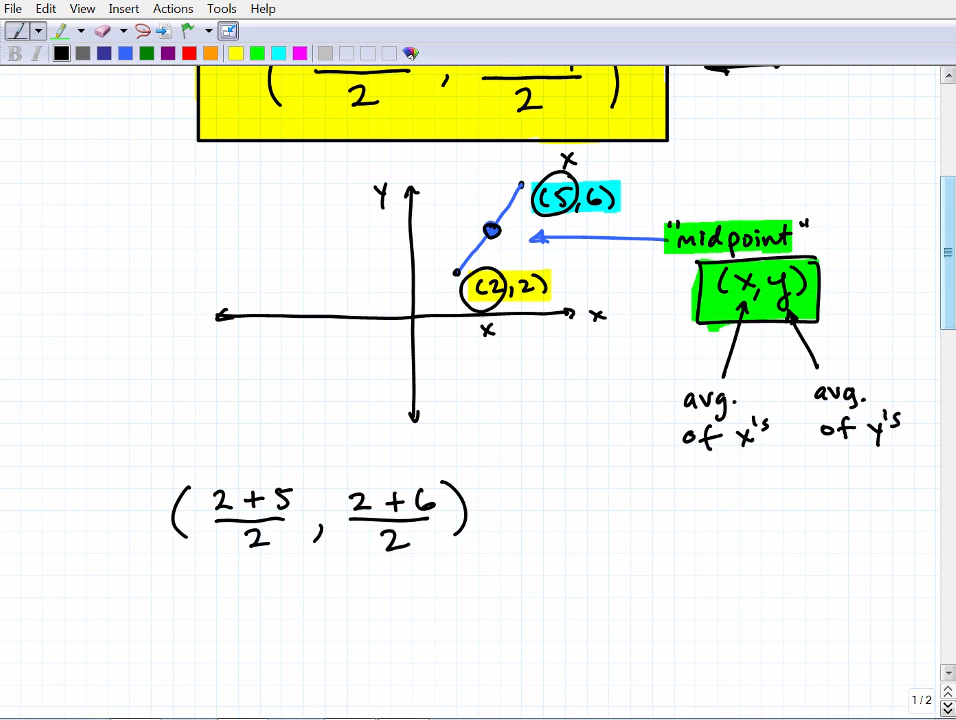 File Edit View Insert Actions Tools Help
B I
( 2 , 2 )
Y
x
(5,6)
"midpoint"
(2,2)
(x,y)
x
x
avg. of x's
avg. of y's
( 2+5 / 2 , 2+6 / 2 )
1 / 2